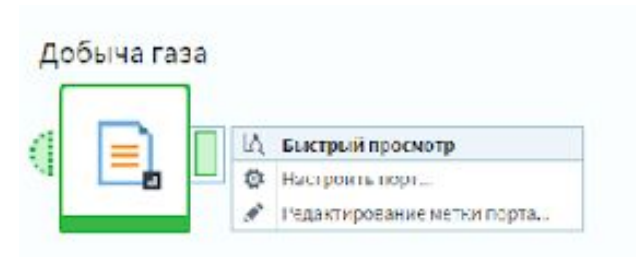 Добыча газа
Быстрый просмотр
Настроить порт...
Редактирование метки порта...